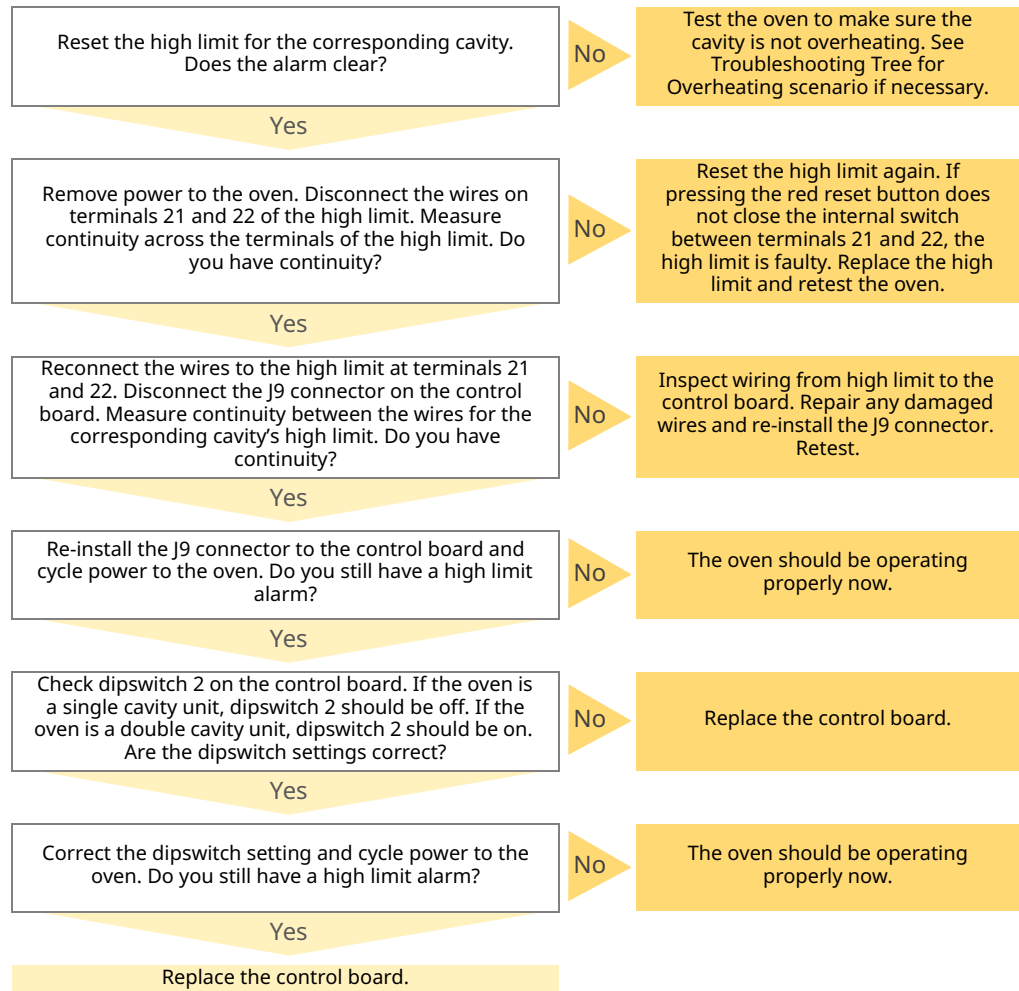 Reset the high limit for the corresponding cavity.
Does the alarm clear?
No
Test the oven to make sure the
cavity is not overheating. See
Troubleshooting Tree for
Overheating scenario if necessary.
Yes
Remove power to the oven. Disconnect the wires on
terminals 21 and 22 of the high limit. Measure
continuity across the terminals of the high limit. Do
you have continuity?
No
Reset the high limit again. If
pressing the red reset button does
not close the internal switch
between terminals 21 and 22, the
high limit is faulty. Replace the high
limit and retest the oven.
Yes
Reconnect the wires to the high limit at terminals 21
and 22. Disconnect the J9 connector on the control
board. Measure continuity between the wires for the
corresponding cavity’s high limit. Do you have
continuity?
No
Inspect wiring from high limit to the
control board. Repair any damaged
wires and re-install the J9 connector.
Retest.
Yes
Re-install the J9 connector to the control board and
cycle power to the oven. Do you still have a high limit
alarm?
No
The oven should be operating
properly now.
Yes
Check dipswitch 2 on the control board. If the oven is
a single cavity unit, dipswitch 2 should be off. If the
oven is a double cavity unit, dipswitch 2 should be on.
Are the dipswitch settings correct?
No
Replace the control board.
Yes
Correct the dipswitch setting and cycle power to the
oven. Do you still have a high limit alarm?
No
The oven should be operating
properly now.
Yes
Replace the control board.